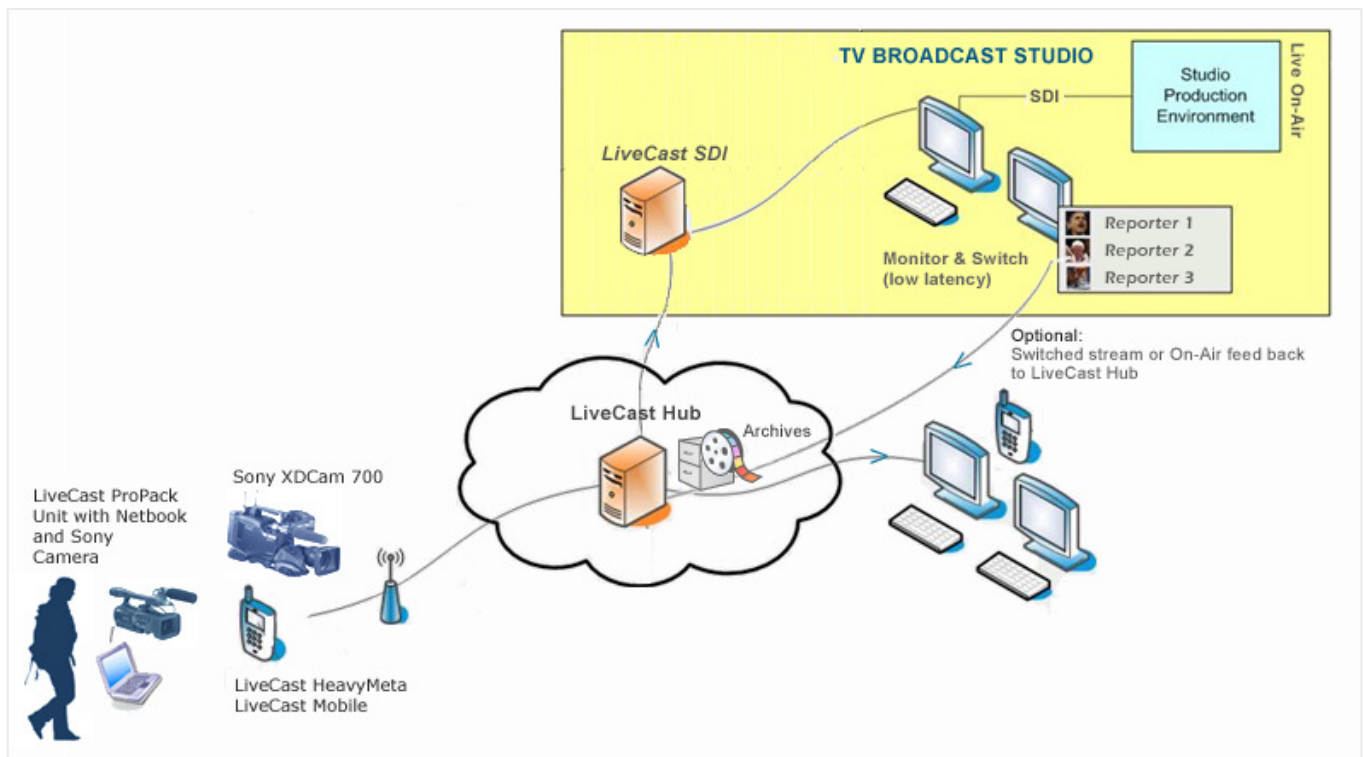 TV BROADCAST STUDIO
Studio
Production
Environment
Live On-Air
SDI
LiveCast SDI
Reporter 1
Reporter 2
Reporter 3
Monitor & Switch
(low latency)
Optional:
Switched stream or On-Air feed back
to LiveCast Hub
LiveCast Hub
Archives
Sony XDCam 700
LiveCast ProPack
Unit with Netbook
and Sony
Camera
LiveCast HeavyMeta
LiveCast Mobile